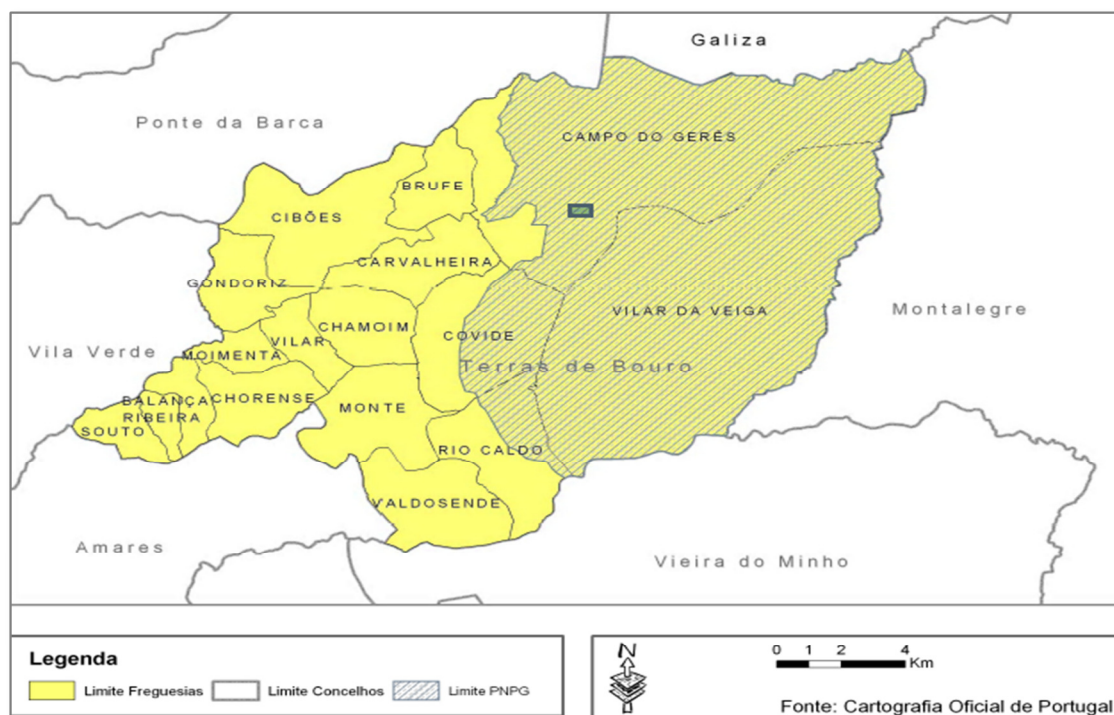 Galiza
Ponte da Barca
CAMPO DO GERÊS
BRUFE
CIBÕES
CARVALHEIRA
GONDORIZ
VILAR DA VEIGA
Montalegre
CHAMOIM
COVIDE
VILAR
Vila Verde
MOIMENTA
Terras de Bouro
BALANÇA
CHORENSE
MONTE
RIBEIRA
SOUTO
RIO CALDO
VALDOSENDE
Amares
Vieira do Minho
Legenda
Limite Freguesias
Limite Concelhos
Limite PNPG
N
0 1 2 4
Km
Fonte: Cartografia Oficial de Portugal